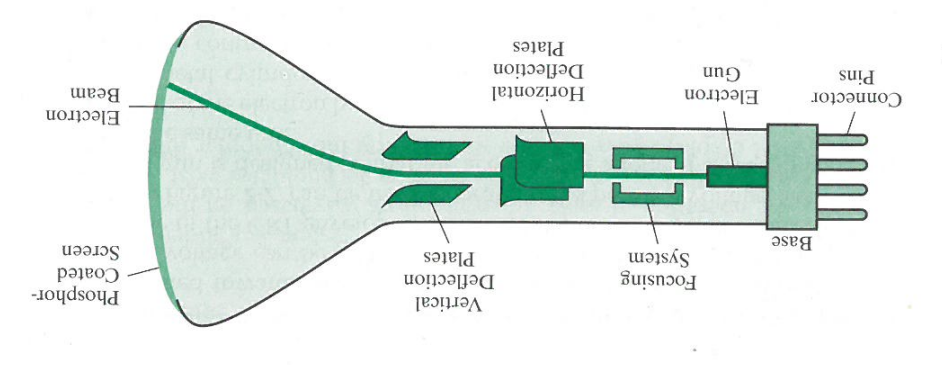 Base
Focusing
System
Vertical
Deflection
Plates
Phosphor-
Coated
Screen
Connector
Pins
Electron
Gun
Horizontal
Deflection
Plates
Electron
Beam